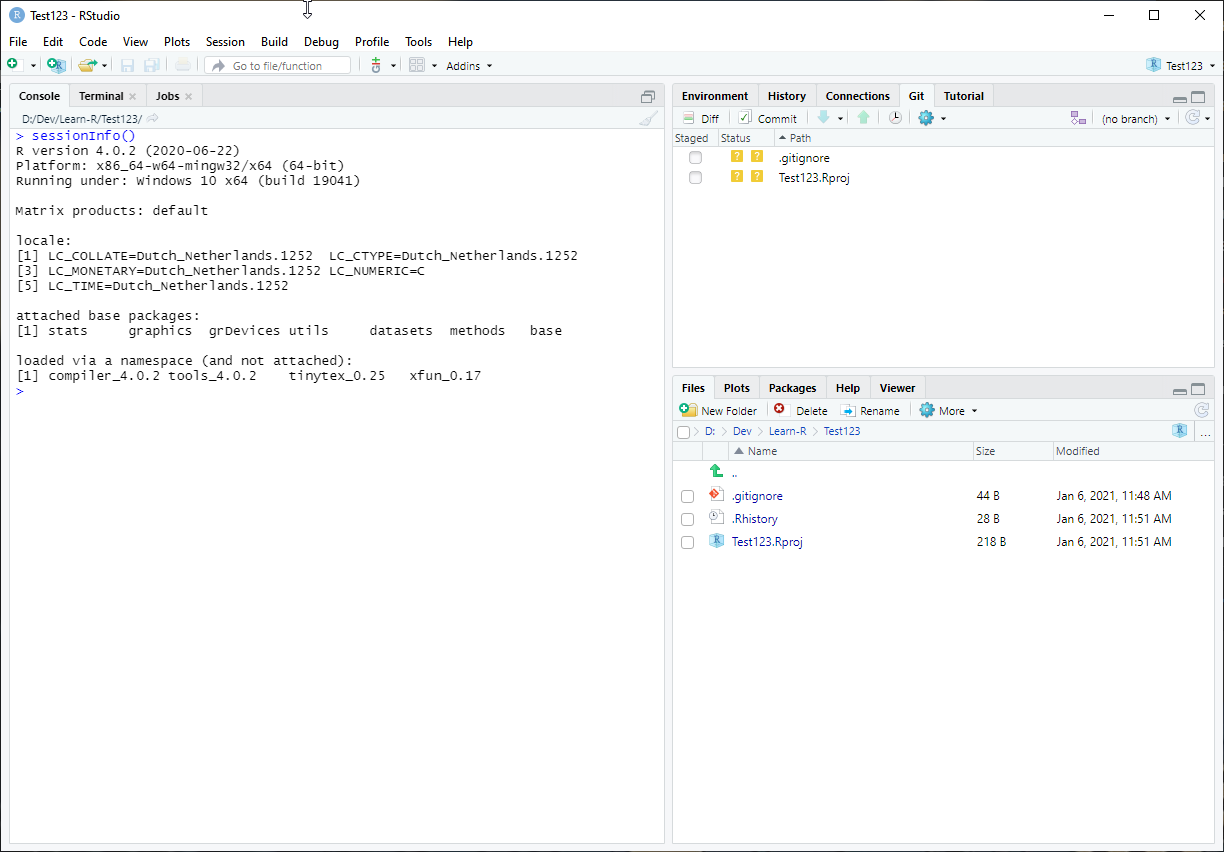 Test123 - RStudio
File Edit Code View Plots Session Build Debug Profile Tools Help
Go to file/function Addins Test123
Console Terminal Jobs
D:/Dev/Learn-R/Test123/
> sessionInfo()
R version 4.0.2 (2020-06-22)
Platform: x86_64-w64-mingw32/x64 (64-bit)
Running under: Windows 10 x64 (build 19041)
Matrix products: default
locale:
[1] LC_COLLATE=Dutch_Netherlands.1252 LC_CTYPE=Dutch_Netherlands.1252
[3] LC_MONETARY=Dutch_Netherlands.1252 LC_NUMERIC=C
[5] LC_TIME=Dutch_Netherlands.1252
attached base packages:
[1] stats graphics grDevices utils datasets methods base
loaded via a namespace (and not attached):
[1] compiler_4.0.2 tools_4.0.2 tinytex_0.25 xfun_0.17
>
Environment History Connections Git Tutorial
Diff Commit (no branch)
Staged Status Path
? ? .gitignore
? ? Test123.Rproj
Files Plots Packages Help Viewer
New Folder Delete Rename More
D: Dev Learn-R Test123 ...
Name Size Modified
..
.gitignore 44 B Jan 6, 2021, 11:48 AM
.Rhistory 28 B Jan 6, 2021, 11:51 AM
Test123.Rproj 218 B Jan 6, 2021, 11:51 AM